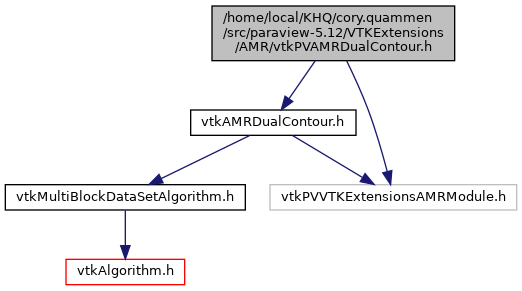 /home/local/KHQ/cory.quammen
/src/paraview-5.12/VTKExtensions
/AMR/vtkPVAMRDualContour.h
vtkAMRDualContour.h
vtkMultiBlockDataSetAlgorithm.h
vtkPVVTKExtensionsAMRModule.h
vtkAlgorithm.h